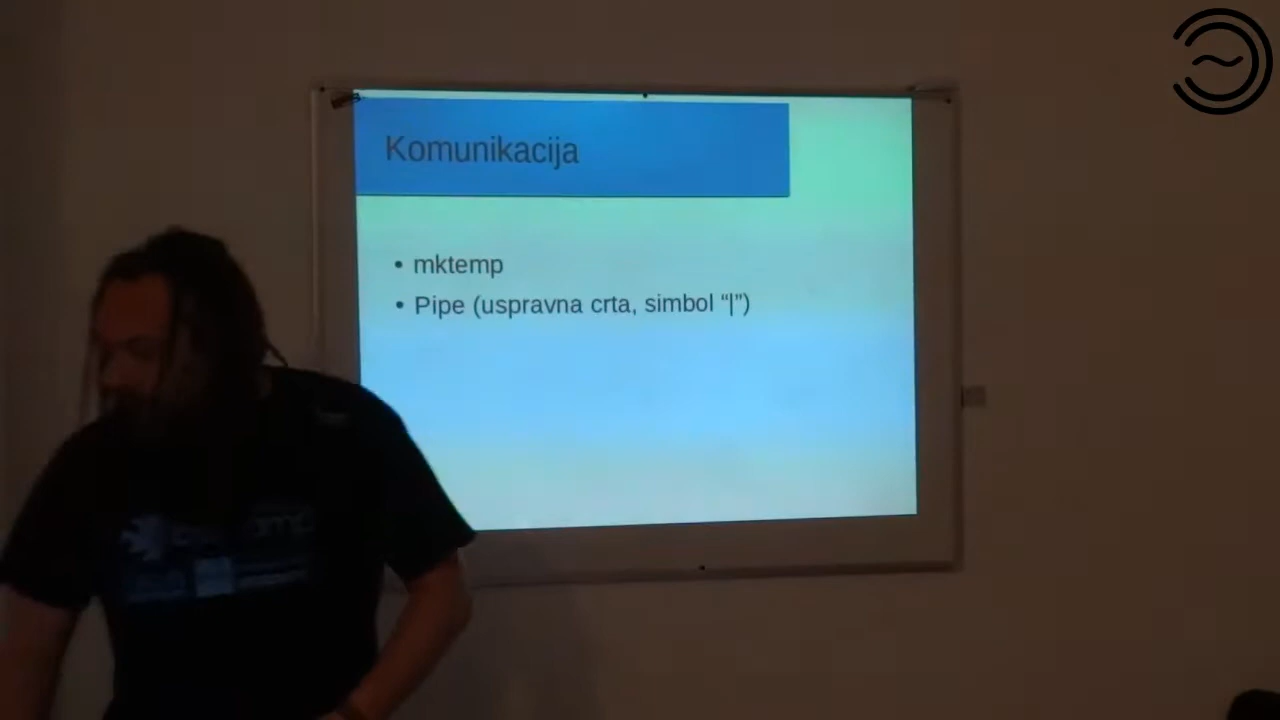 Komunikacija
• mktemp
• Pipe (uspravna crta, simbol “|”)